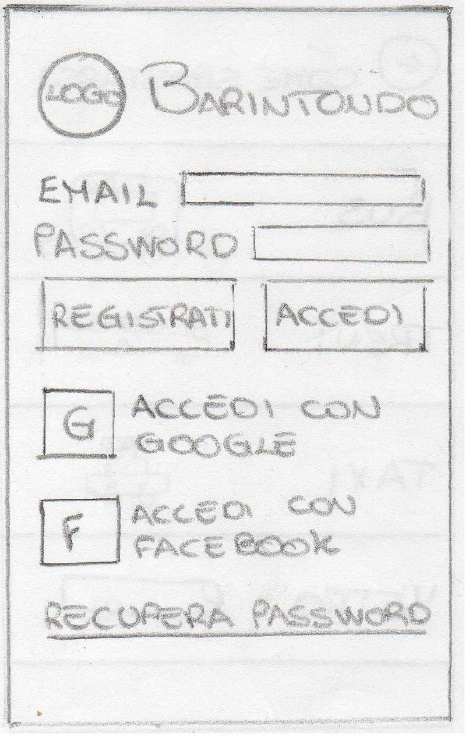 LOGO BARINTONDO
EMAIL
PASSWORD
REGISTRATI ACCEDI
G ACCEDI CON
GOOGLE
F ACCEDI CON
FACEBOOK
RECUPERA PASSWORD